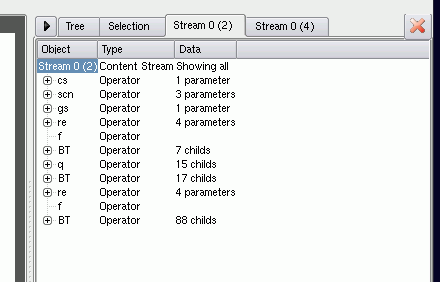 Tree Selection Stream 0 (2) Stream 0 (4)
Object Type Data
Stream 0 (2) Content Stream Showing all
cs Operator 1 parameter
scn Operator 3 parameters
gs Operator 1 parameter
re Operator 4 parameters
f Operator
BT Operator 7 childs
q Operator 15 childs
BT Operator 17 childs
re Operator 4 parameters
f Operator
BT Operator 88 childs